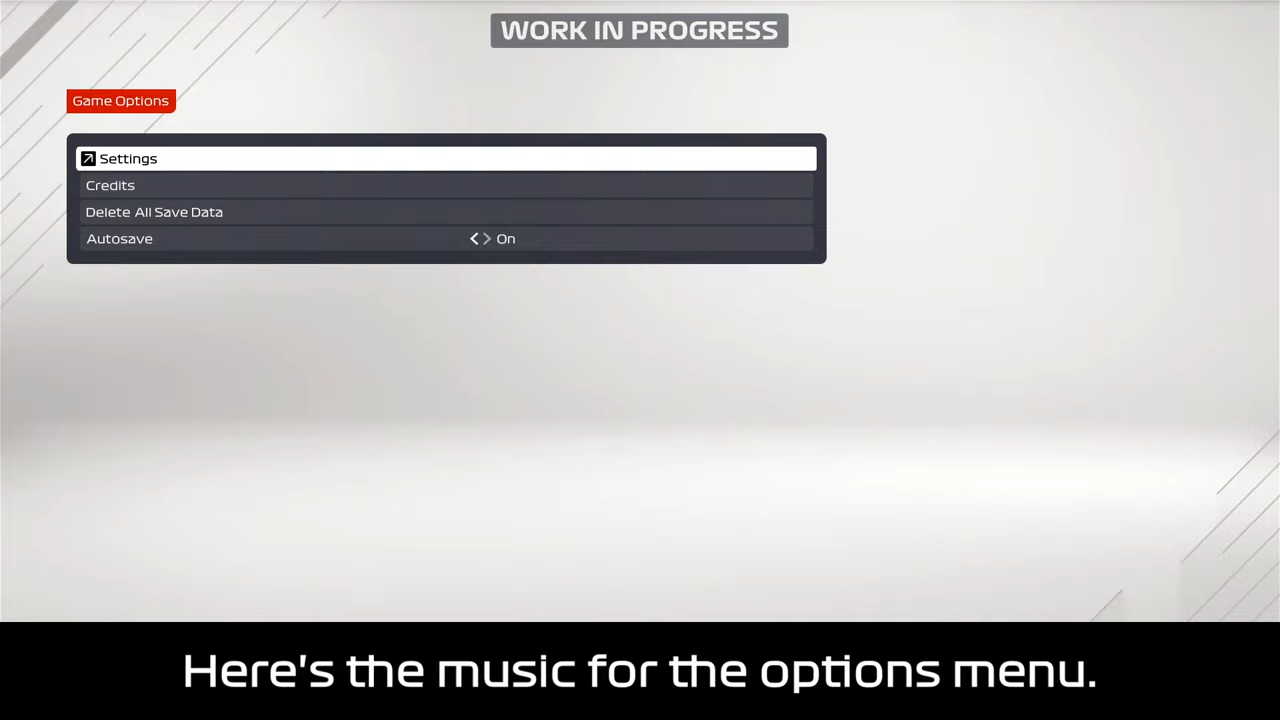 WORK IN PROGRESS
Game Options
Settings
Credits
Delete All Save Data
Autosave < > On
Here's the music for the options menu.